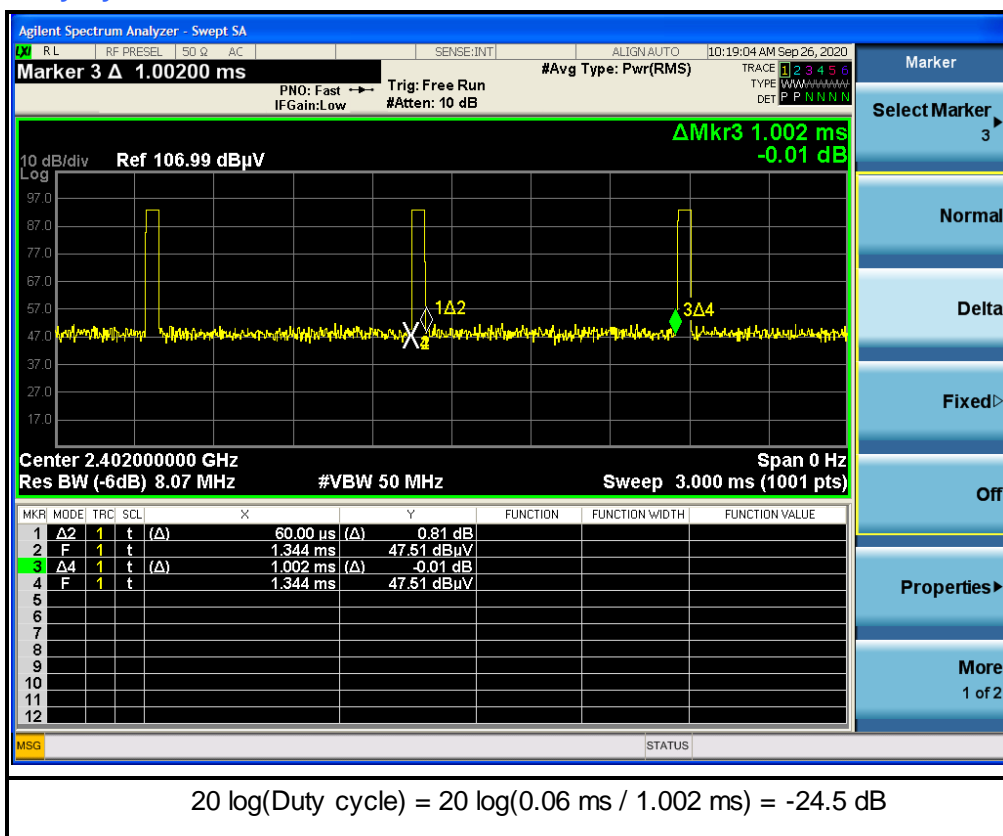 Agilent Spectrum Analyzer - Swept SA
LXI RL RF PRESEL 50 Ω AC SENSE:INT ALIGN AUTO 10:19:04 AM Sep 26, 2020
Marker 3 Δ 1.00200 ms
PNO: Fast
IFGain:Low
Trig: Free Run
#Atten: 10 dB
#Avg Type: Pwr(RMS)
TRACE 1 2 3 4 5 6
TYPE
DET P P N N N N
ΔMkr3 1.002 ms
-0.01 dB
10 dB/div Ref 106.99 dBµV
Log
97.0
87.0
77.0
67.0
57.0
47.0
37.0
27.0
17.0
1Δ2
3Δ4
Center 2.402000000 GHz Span 0 Hz
Res BW (-6dB) 8.07 MHz #VBW 50 MHz Sweep 3.000 ms (1001 pts)
MKR MODE TRC SCL X Y FUNCTION FUNCTION WIDTH FUNCTION VALUE
1 Δ2 1 t (Δ) 60.00 µs (Δ) 0.81 dB
2 F 1 t 1.344 ms 47.51 dBµV
3 Δ4 1 t (Δ) 1.002 ms (Δ) -0.01 dB
4 F 1 t 1.344 ms 47.51 dBµV
5
6
7
8
9
10
11
12
MSG STATUS
Marker
Select Marker
3
Normal
Delta
Fixed
Off
Properties
More
1 of 2
20 log(Duty cycle) = 20 log(0.06 ms / 1.002 ms) = -24.5 dB